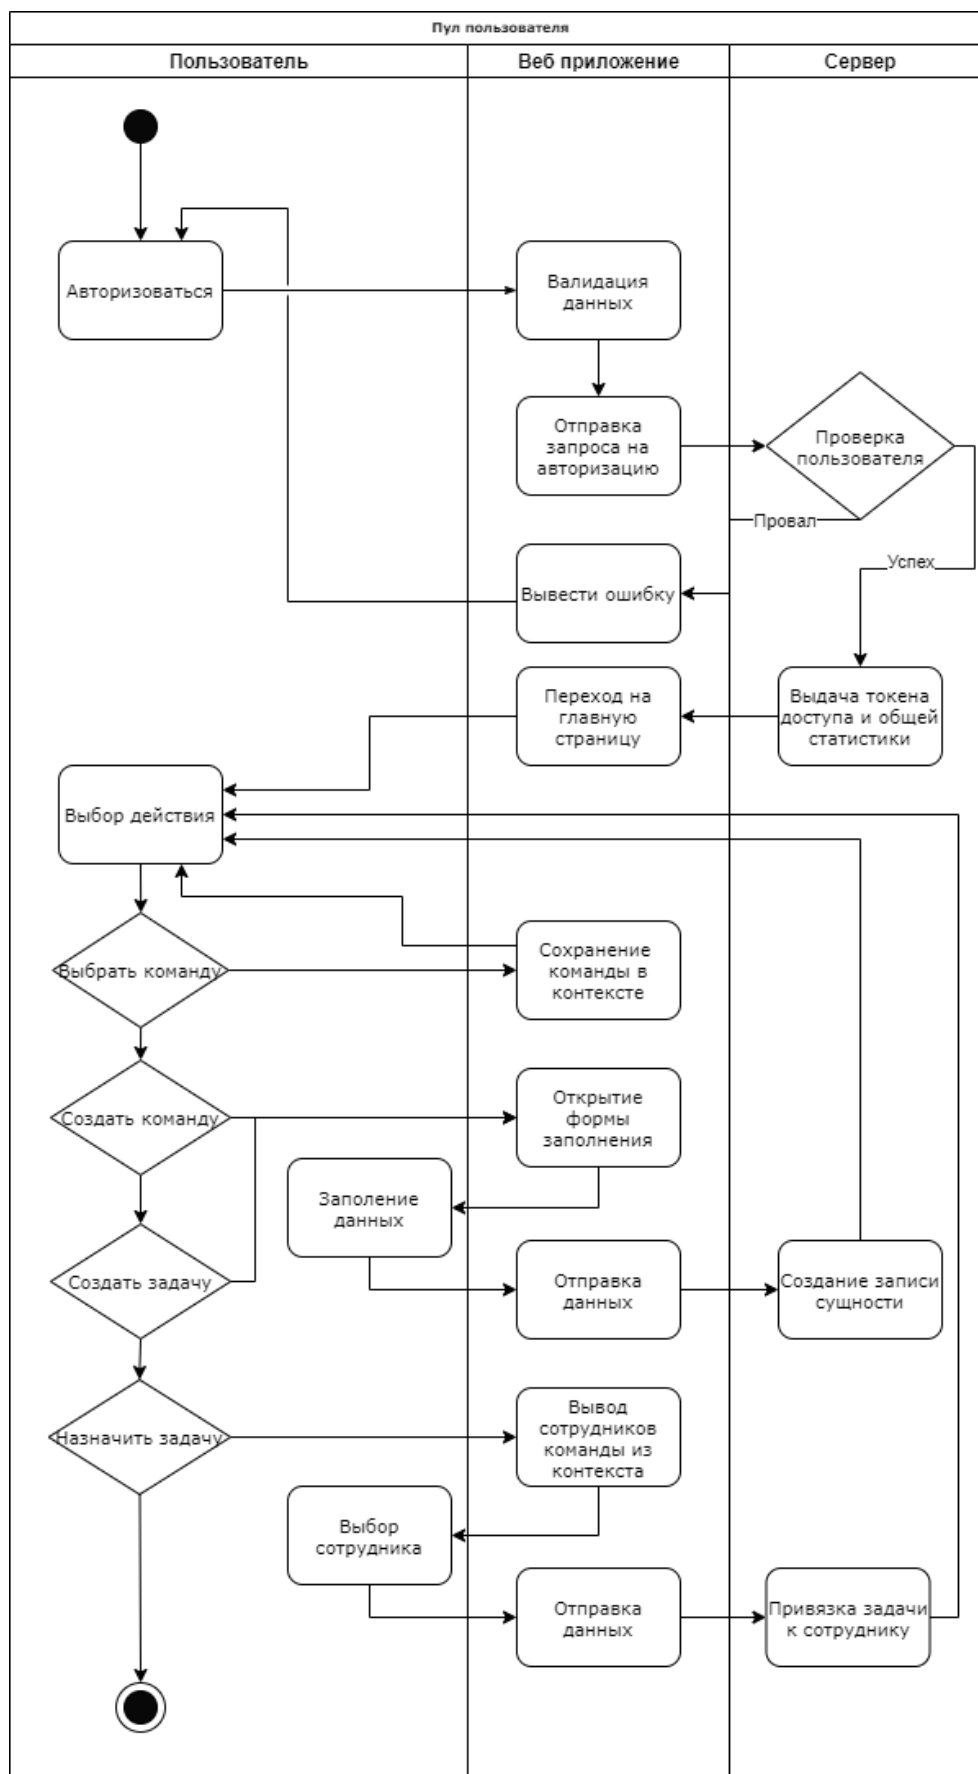 Пул пользователя
Пользователь
Веб приложение
Сервер
Авторизоваться
Валидация
данных
Отправка
запроса на
авторизацию
Проверка
пользователя
Провал
Успех
Вывести ошибку
Переход на
главную
страницу
Выдача токена
доступа и общей
статистики
Выбор действия
Выбрать команду
Сохранение
команды в
контексте
Создать команду
Открытие
формы
заполнения
Заполение
данных
Создать задачу
Отправка
данных
Создание записи
сущности
Назначить задачу
Вывод
сотрудников
команды из
контекста
Выбор
сотрудника
Отправка
данных
Привязка задачи
к сотруднику